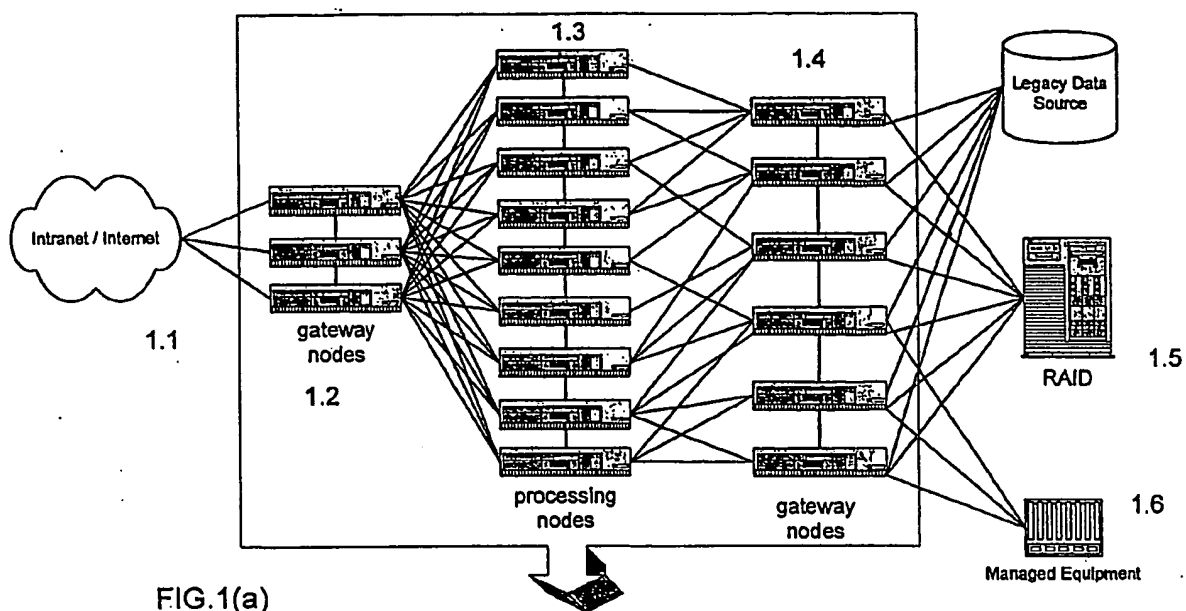 1.3
1.4
Legacy Data
Source
Intranet / Internet
1.1
gateway
nodes
1.2
RAID
1.5
processing
nodes
gateway
nodes
1.6
Managed Equipment
FIG.1(a)